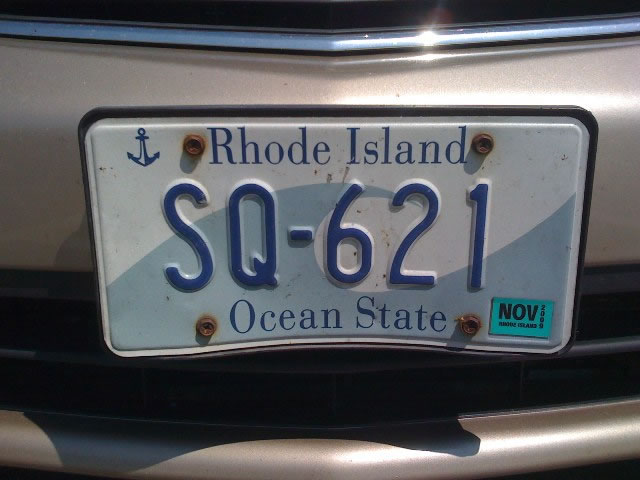 Rhode Island
SQ-621
Ocean State
NOV
RHODE ISLAND